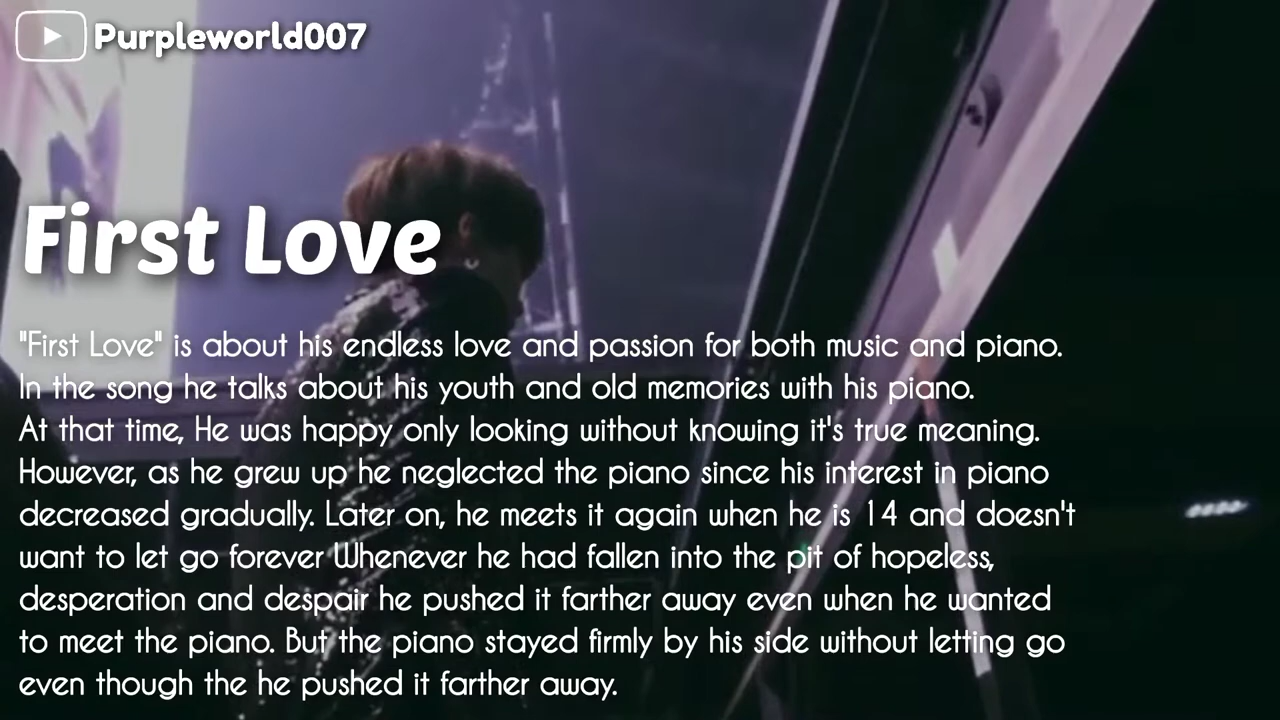 Purpleworld007
First Love
"First Love" is about his endless love and passion for both music and piano.
In the song he talks about his youth and old memories with his piano.
At that time, He was happy only looking without knowing it's true meaning.
However, as he grew up he neglected the piano since his interest in piano
decreased gradually. Later on, he meets it again when he is 14 and doesn't
want to let go forever Whenever he had fallen into the pit of hopeless,
desperation and despair he pushed it farther away even when he wanted
to meet the piano. But the piano stayed firmly by his side without letting go
even though the he pushed it farther away.